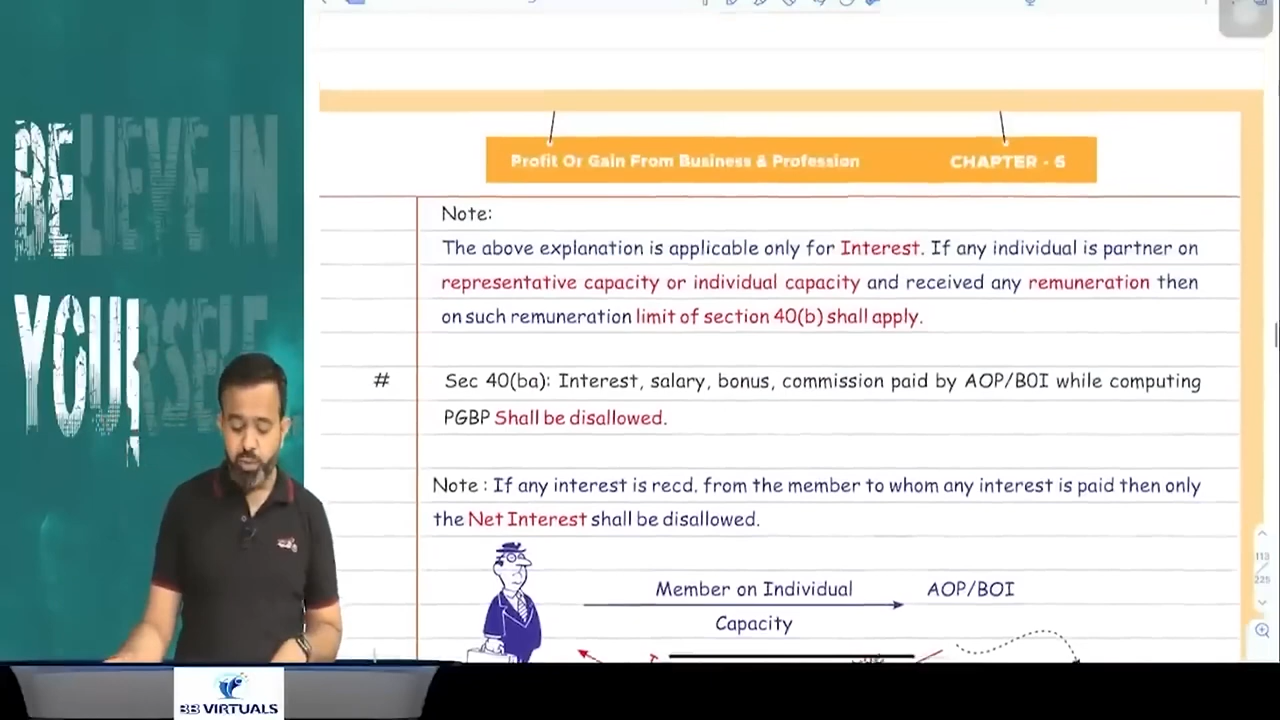 BELIEVE IN
YOURSELF
Profit Or Gain From Business & Profession CHAPTER - 6
Note:
The above explanation is applicable only for Interest. If any individual is partner on
representative capacity or individual capacity and received any remuneration then
on such remuneration limit of section 40(b) shall apply.
# Sec 40(ba): Interest, salary, bonus, commission paid by AOP/BOI while computing
PGBP Shall be disallowed.
Note : If any interest is recd. from the member to whom any interest is paid then only
the Net Interest shall be disallowed.
Member on Individual AOP/BOI
Capacity
113
225
BB VIRTUALS